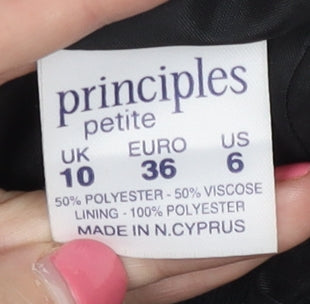 principles
petite
UK EURO US
10 36 6
50% POLYESTER - 50% VISCOSE
LINING - 100% POLYESTER
MADE IN N.CYPRUS